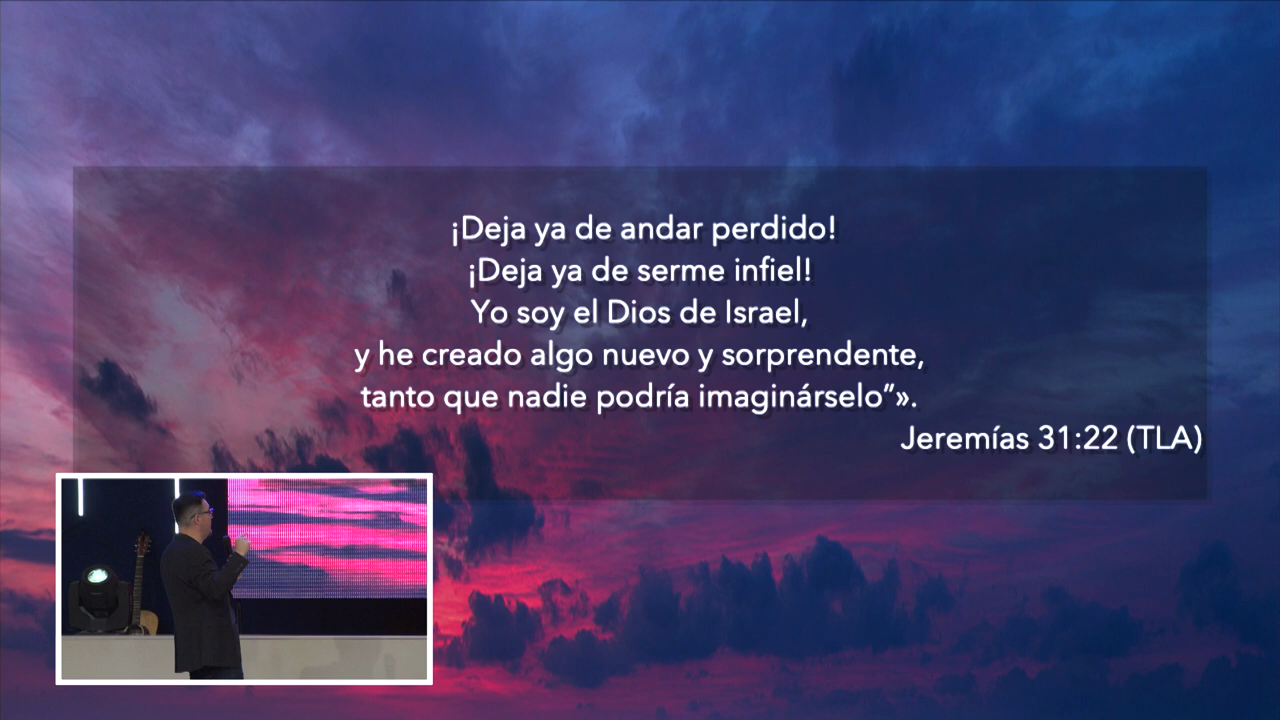 ¡Deja ya de andar perdido!
¡Deja ya de serme infiel!
Yo soy el Dios de Israel,
y he creado algo nuevo y sorprendente,
tanto que nadie podría imaginárselo”».
Jeremías 31:22 (TLA)